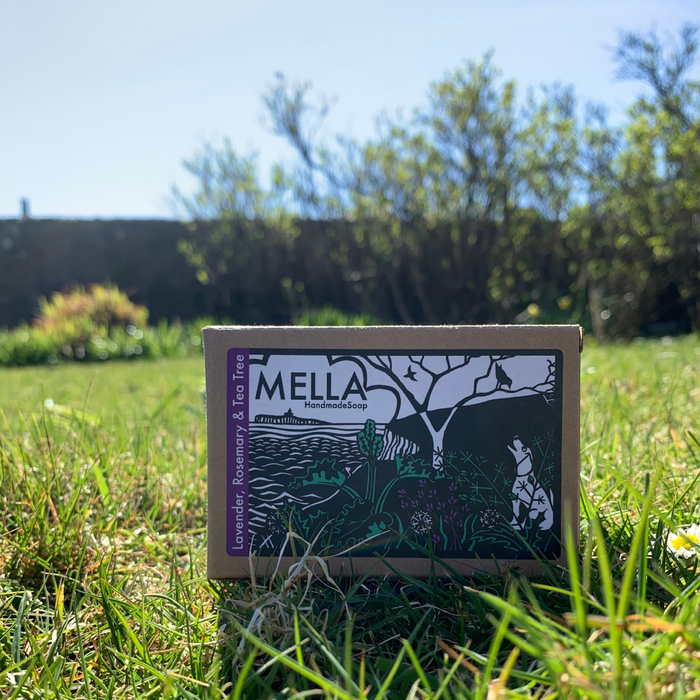 MELLA
HandmadeSoap
Lavender, Rosemary & Tea Tree